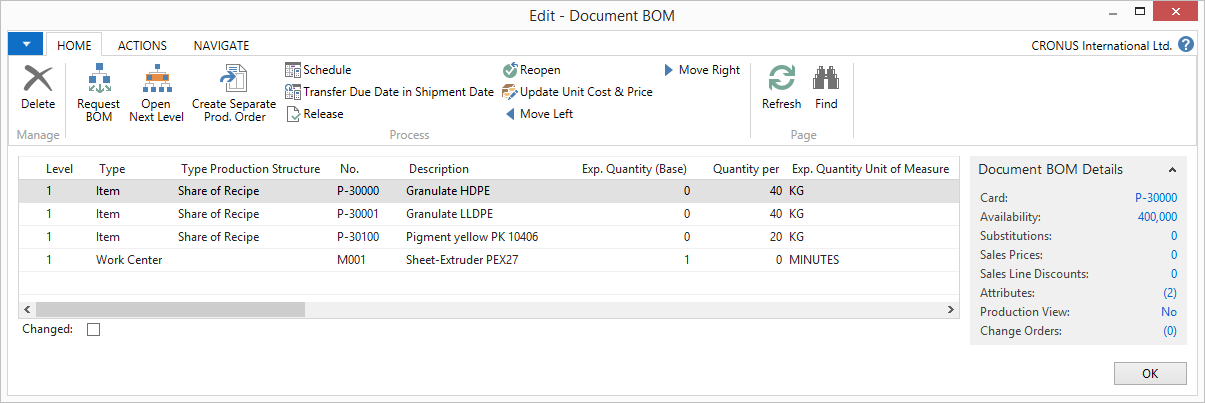 Edit - Document BOM
HOME ACTIONS NAVIGATE CRONUS International Ltd. ?
Delete
Request BOM
Open Next Level
Create Separate Prod. Order
Schedule
Transfer Due Date in Shipment Date
Release
Reopen
Update Unit Cost & Price
Move Left
Move Right
Refresh
Find
Manage Process Page
Level Type Type Production Structure No. Description Exp. Quantity (Base) Quantity per Exp. Quantity Unit of Measure
1 Item Share of Recipe P-30000 Granulate HDPE 0 40 KG
1 Item Share of Recipe P-30001 Granulate LLDPE 0 40 KG
1 Item Share of Recipe P-30100 Pigment yellow PK 10406 0 20 KG
1 Work Center M001 Sheet-Extruder PEX27 1 0 MINUTES
Changed:
Document BOM Details
Card: P-30000
Availability: 400,000
Substitutions: 0
Sales Prices: 0
Sales Line Discounts: 0
Attributes: (2)
Production View: No
Change Orders: (0)
OK